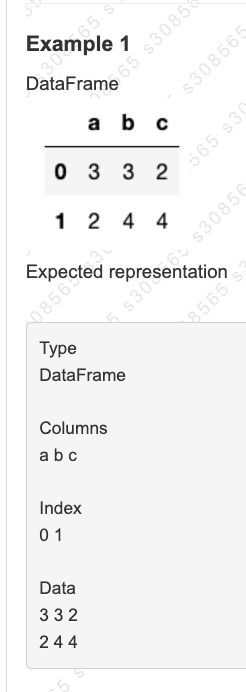 Example 1
DataFrame
a b c
0 3 3 2
1 2 4 4
Expected representation
Type
DataFrame
Columns
a b c
Index
0 1
Data
3 3 2
2 4 4